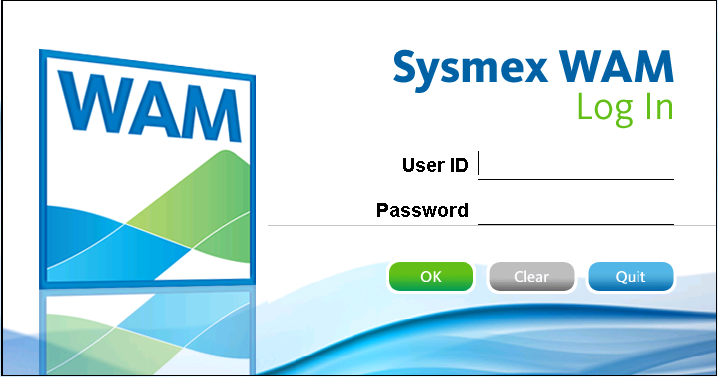 WAM
Sysmex WAM
Log In
User ID
Password
OK
Clear
Quit